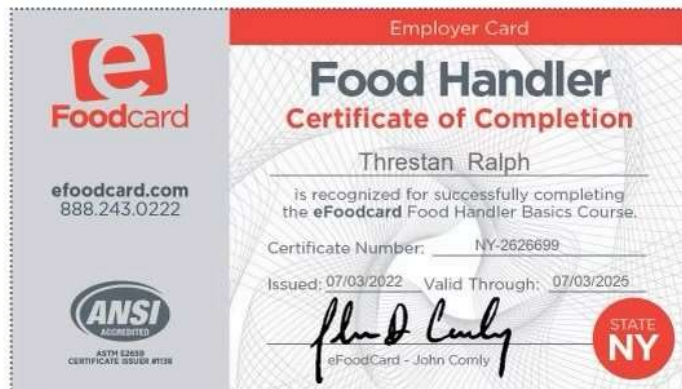 Employer Card
e
Foodcard
Food Handler
Certificate of Completion
Threstan Ralph
efoodcard.com
888.243.0222
is recognized for successfully completing
the eFoodcard Food Handler Basics Course.
Certificate Number: NY-2626699
Issued: 07/03/2022 Valid Through: 07/03/2025
ANSI
ACCREDITED
ASTM E2659
CERTIFICATE ISSUER #1136
John D Comly
eFoodCard - John Comly
STATE
NY